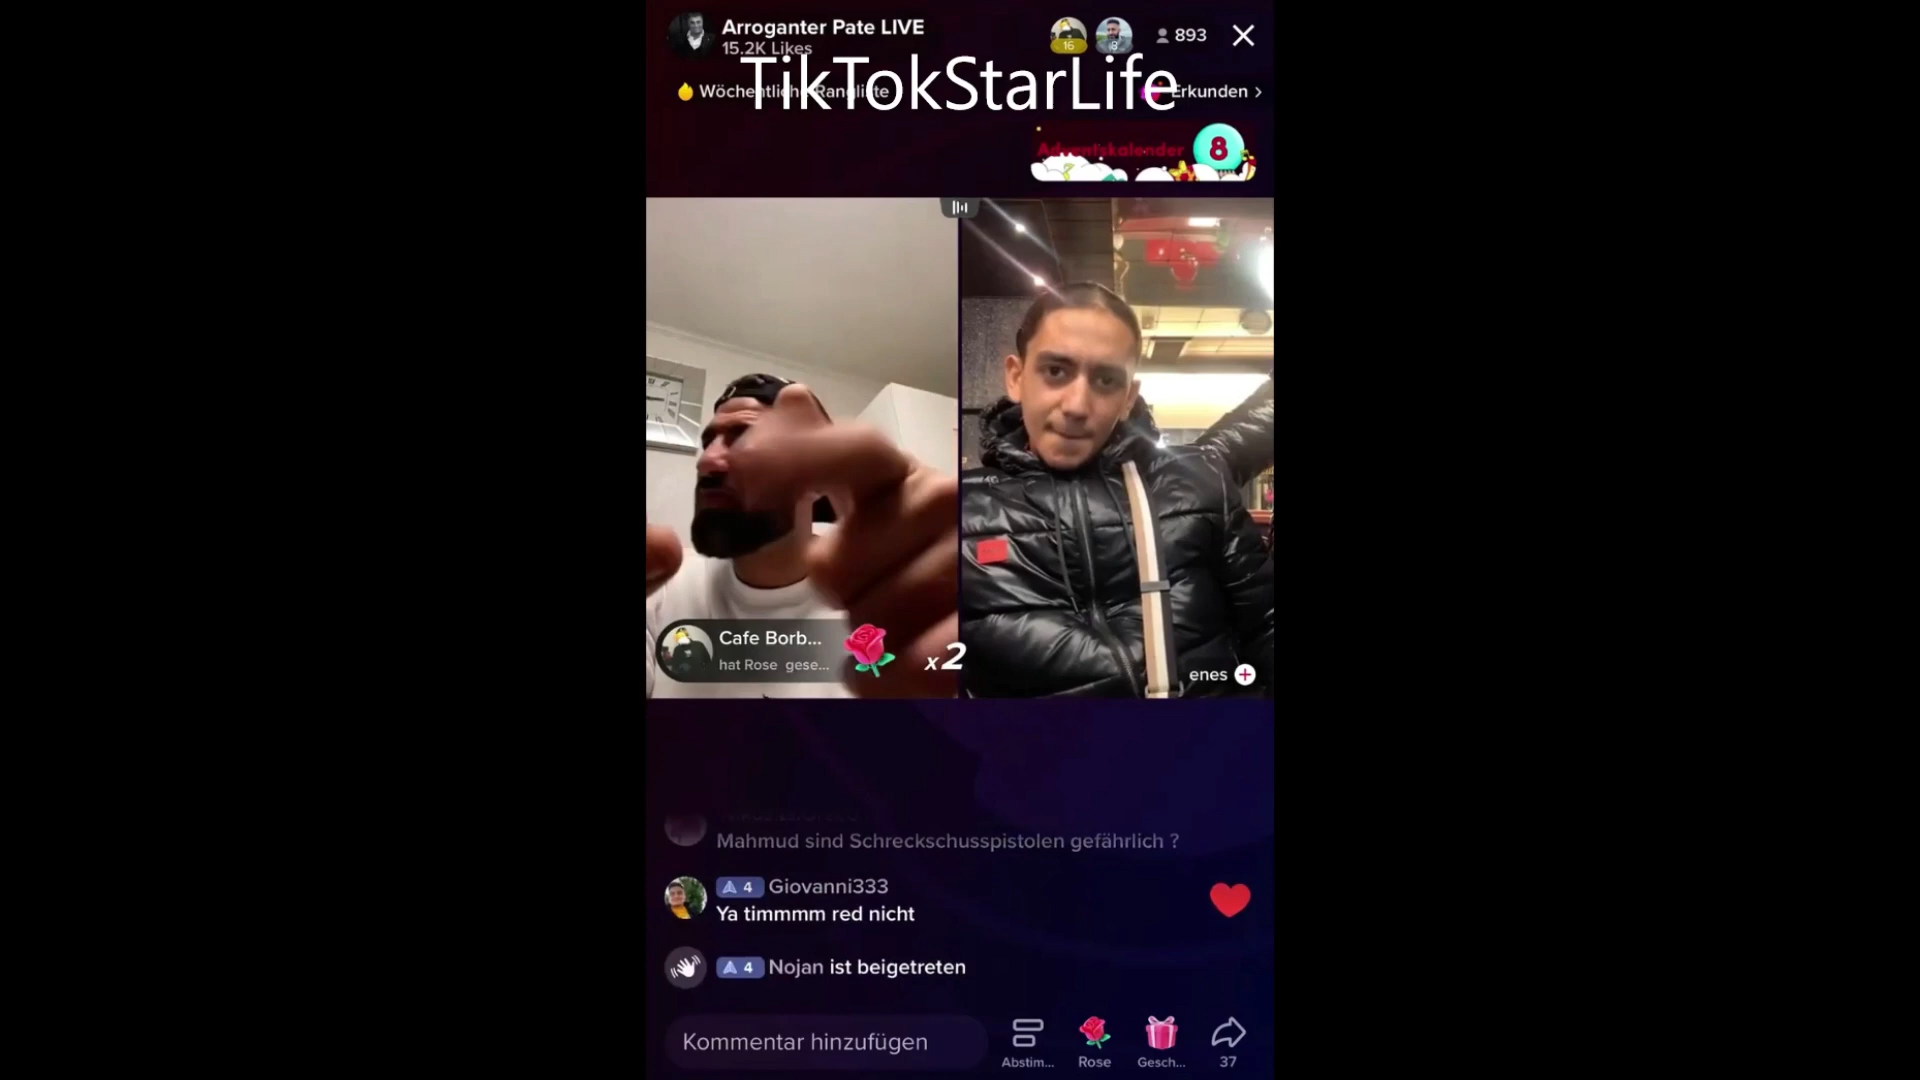 Arroganter Pate LIVE
15.2K Likes
16
893
TikTokStarLife
Wöchentliche Rangliste
Erkunden >
Adventskalender
8
Cafe Borb...
hat Rose gese...
x2
enes
Mahmud sind Schreckschusspistolen gefährlich ?
4 Giovanni333
Ya timmmm red nicht
4 Nojan ist beigetreten
Kommentar hinzufügen
Abstim...
Rose
Gesch...
37